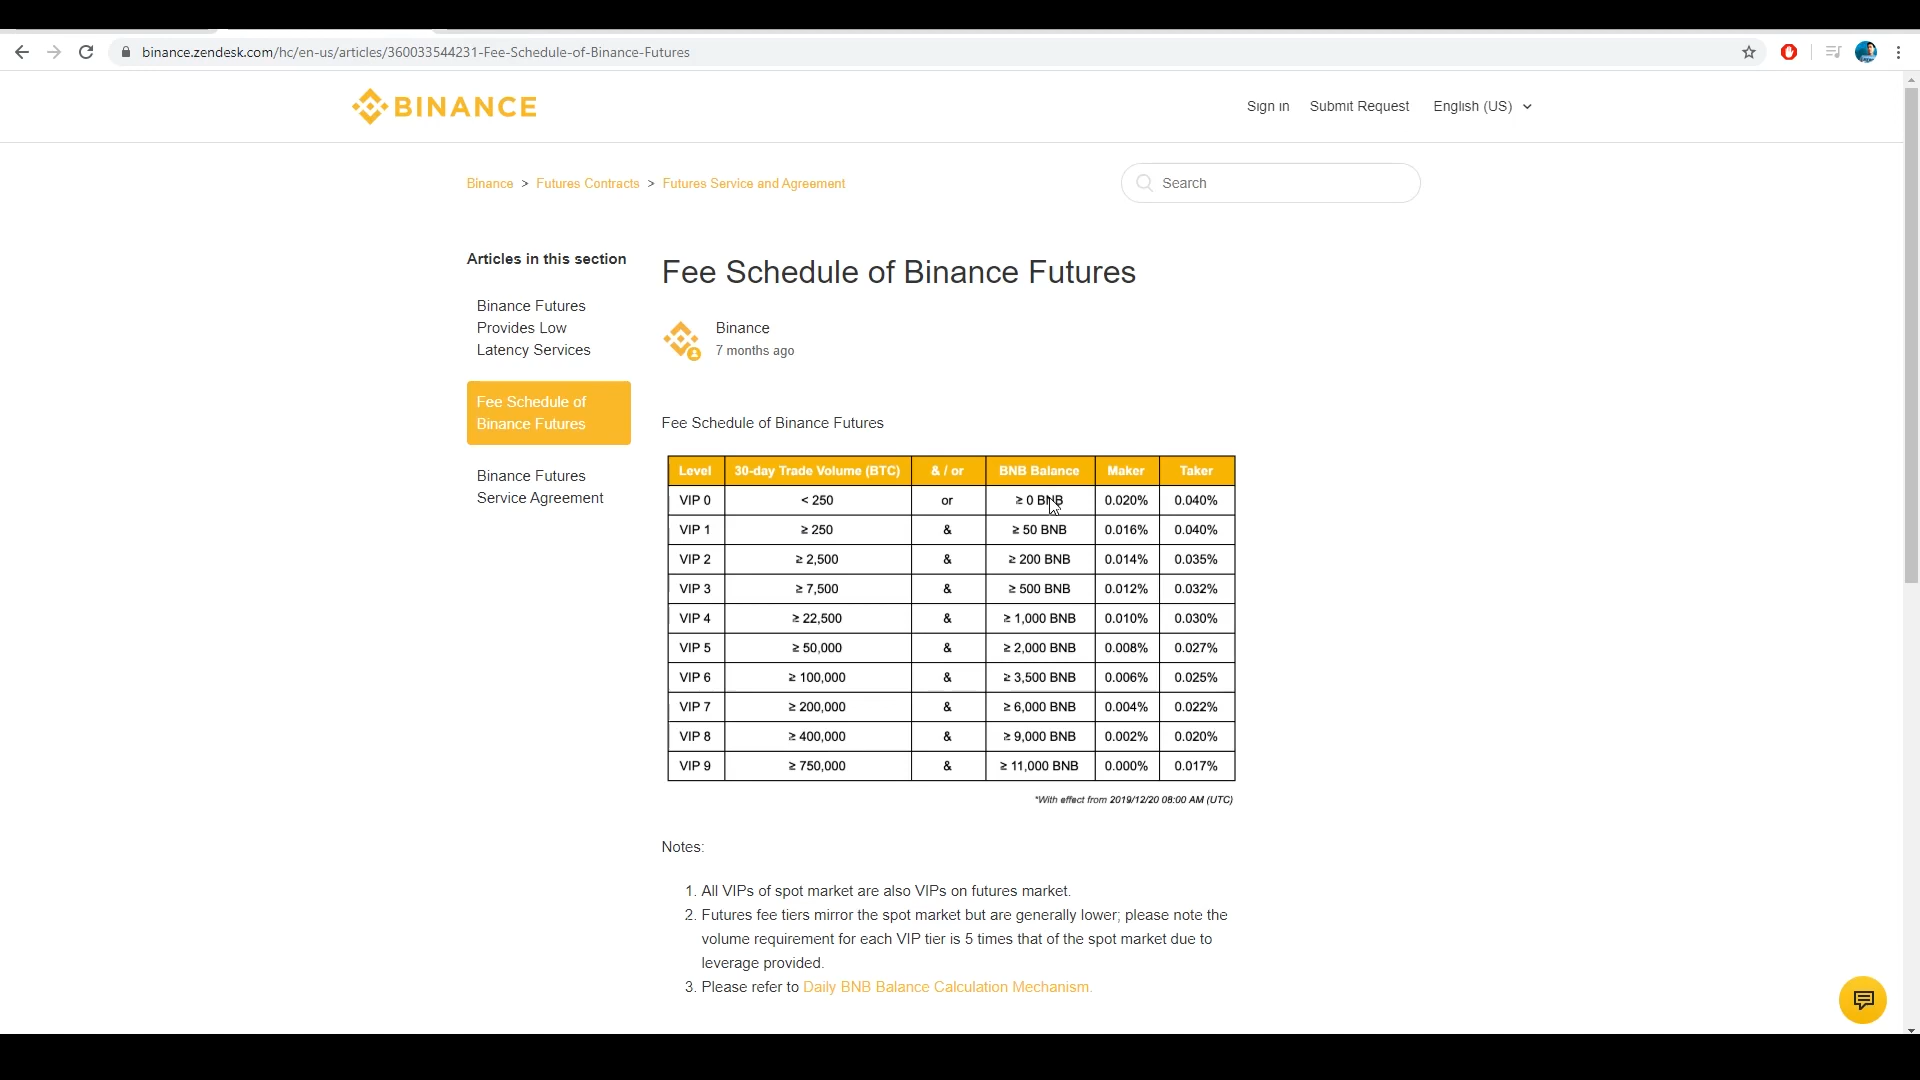 binance.zendesk.com/hc/en-us/articles/360033544231-Fee-Schedule-of-Binance-Futures
BINANCE
Sign in Submit Request English (US)
Binance > Futures Contracts > Futures Service and Agreement
Search
Articles in this section
Binance Futures
Provides Low
Latency Services
Fee Schedule of
Binance Futures
Binance Futures
Service Agreement
Fee Schedule of Binance Futures
Binance
7 months ago
Fee Schedule of Binance Futures
Level 30-day Trade Volume (BTC) & / or BNB Balance Maker Taker
VIP 0 < 250 or ≥ 0 BNB 0.020% 0.040%
VIP 1 ≥ 250 & ≥ 50 BNB 0.016% 0.040%
VIP 2 ≥ 2,500 & ≥ 200 BNB 0.014% 0.035%
VIP 3 ≥ 7,500 & ≥ 500 BNB 0.012% 0.032%
VIP 4 ≥ 22,500 & ≥ 1,000 BNB 0.010% 0.030%
VIP 5 ≥ 50,000 & ≥ 2,000 BNB 0.008% 0.027%
VIP 6 ≥ 100,000 & ≥ 3,500 BNB 0.006% 0.025%
VIP 7 ≥ 200,000 & ≥ 6,000 BNB 0.004% 0.022%
VIP 8 ≥ 400,000 & ≥ 9,000 BNB 0.002% 0.020%
VIP 9 ≥ 750,000 & ≥ 11,000 BNB 0.000% 0.017%
*With effect from 2019/12/20 08:00 AM (UTC)
Notes:
1. All VIPs of spot market are also VIPs on futures market.
2. Futures fee tiers mirror the spot market but are generally lower; please note the
volume requirement for each VIP tier is 5 times that of the spot market due to
leverage provided.
3. Please refer to Daily BNB Balance Calculation Mechanism.